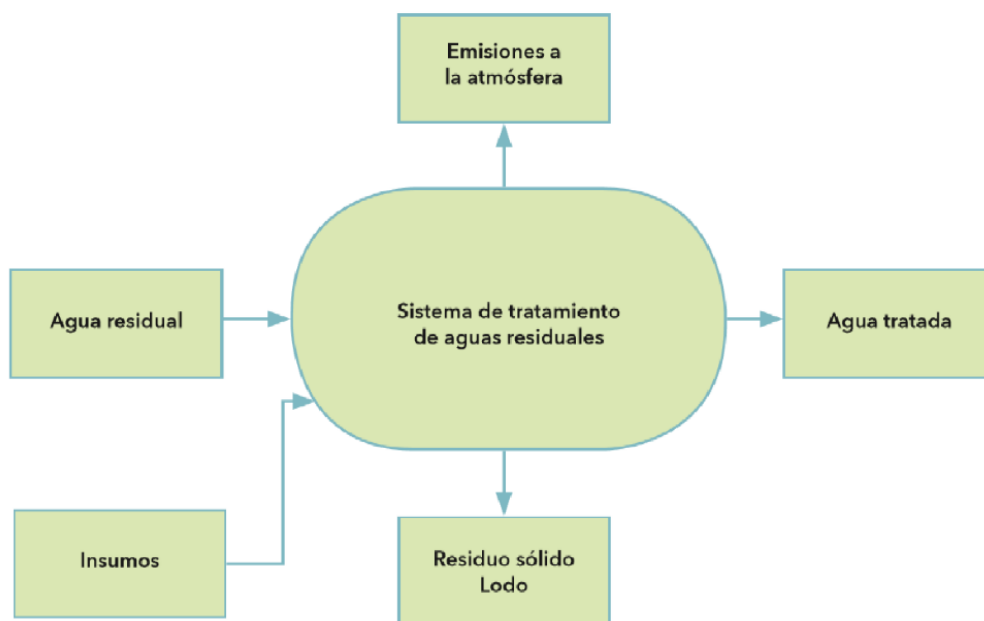 Emisiones a
la atmósfera
Agua residual
Sistema de tratamiento
de aguas residuales
Agua tratada
Insumos
Residuo sólido
Lodo